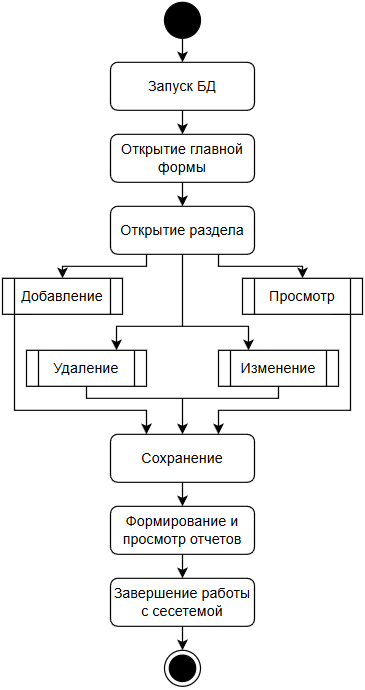 Запуск БД
Открытие главной
формы
Открытие раздела
Добавление
Просмотр
Удаление
Изменение
Сохранение
Формирование и
просмотр отчетов
Завершение работы
с сесетемой